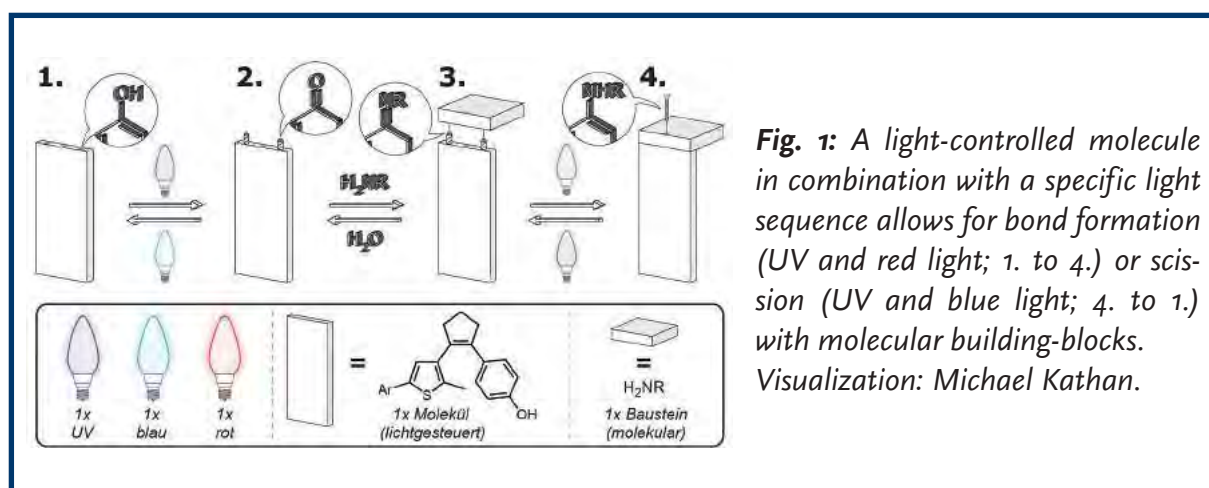 1.
2.
3.
4.
OH
O
NR
NHR
H₂NR
H₂O
1x
UV
1x
blau
1x
rot
=
Ar
S
OH
1x Molekül
(lichtgesteuert)
=
H₂NR
1x Baustein
(molekular)
Fig. 1: A light-controlled molecule
in combination with a specific light
sequence allows for bond formation
(UV and red light; 1. to 4.) or scis-
sion (UV and blue light; 4. to 1.)
with molecular building-blocks.
Visualization: Michael Kathan.